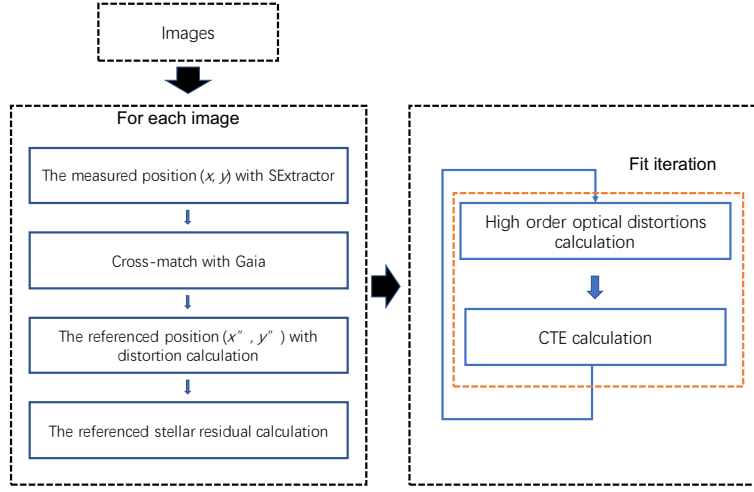 Images
For each image
The measured position (x, y) with SExtractor
Cross-match with Gaia
The referenced position (x″, y″) with
distortion calculation
The referenced stellar residual calculation
Fit iteration
High order optical distortions
calculation
CTE calculation